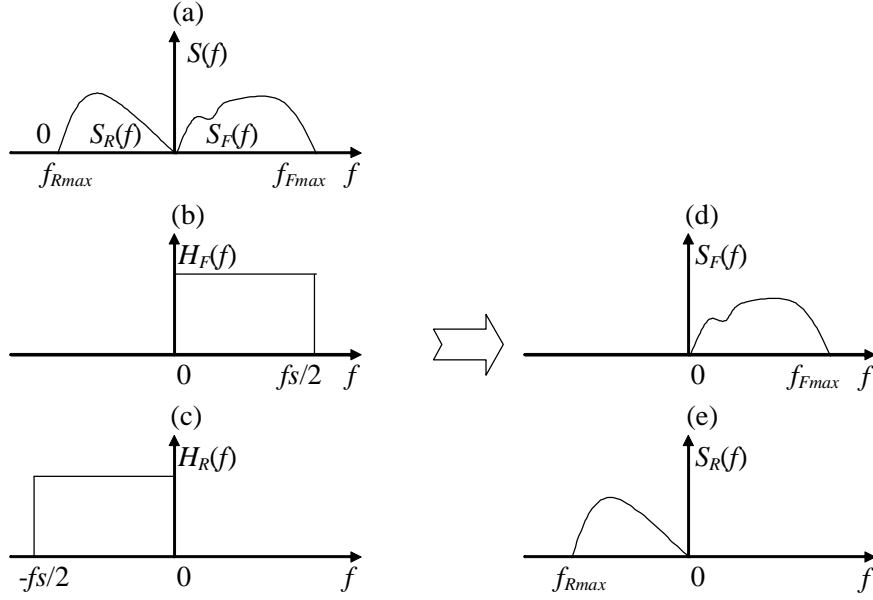 (a)
S(f)
0
S_R(f)
S_F(f)
f_Rmax
f_Fmax
f
(b)
H_F(f)
0
fs/2
f
(d)
S_F(f)
0
f_Fmax
f
(c)
H_R(f)
-fs/2
0
f
(e)
S_R(f)
f_Rmax
0
f